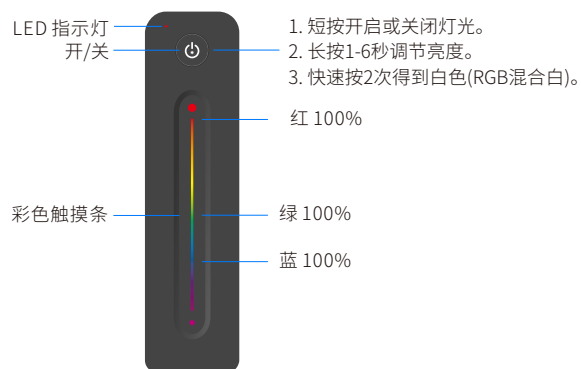 LED 指示灯
开/关
1. 短按开启或关闭灯光。
2. 长按1-6秒调节亮度。
3. 快速按2次得到白色(RGB混合白)。
红 100%
彩色触摸条
绿 100%
蓝 100%